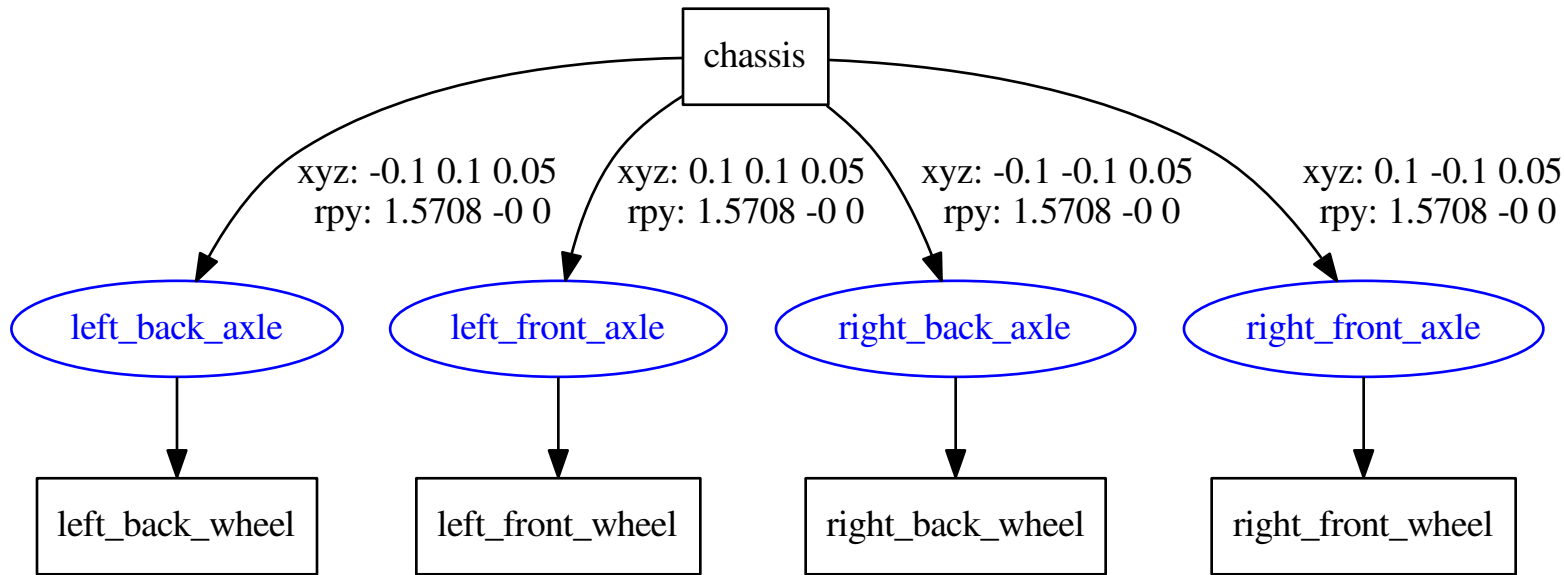 chassis
xyz: -0.1 0.1 0.05
rpy: 1.5708 -0 0
xyz: 0.1 0.1 0.05
rpy: 1.5708 -0 0
xyz: -0.1 -0.1 0.05
rpy: 1.5708 -0 0
xyz: 0.1 -0.1 0.05
rpy: 1.5708 -0 0
left_back_axle
left_front_axle
right_back_axle
right_front_axle
left_back_wheel
left_front_wheel
right_back_wheel
right_front_wheel